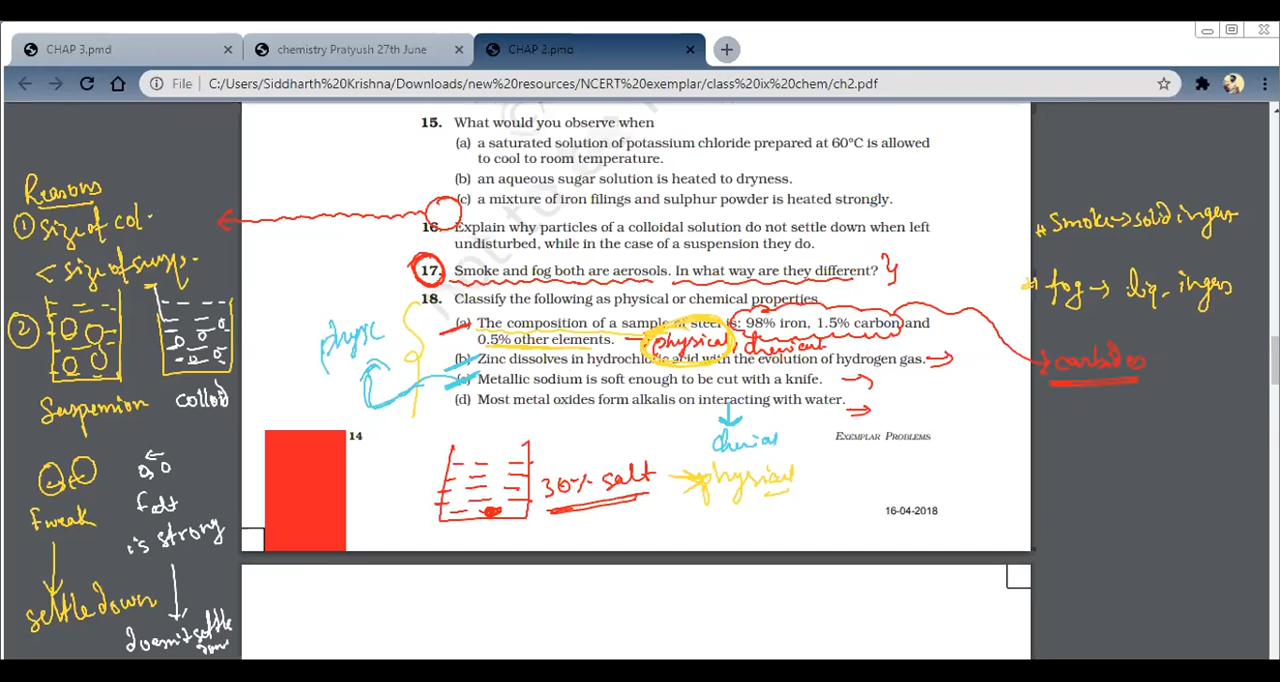 CHAP 3.pmd
chemistry Pratyush 27th June
CHAP 2.pmd
File C:/Users/Siddharth%20Krishna/Downloads/new%20resources/NCERT%20exemplar/class%20ix%20chem/ch2.pdf
15. What would you observe when
(a) a saturated solution of potassium chloride prepared at 60°C is allowed
to cool to room temperature.
(b) an aqueous sugar solution is heated to dryness.
(c) a mixture of iron filings and sulphur powder is heated strongly.
16. Explain why particles of a colloidal solution do not settle down when left
undisturbed, while in the case of a suspension they do.
17. Smoke and fog both are aerosols. In what way are they different?
18. Classify the following as physical or chemical properties
(a) The composition of a sample of steel is: 98% iron, 1.5% carbon and
0.5% other elements.
physical, chemical
(b) Zinc dissolves in hydrochloric acid with the evolution of hydrogen gas.
(c) Metallic sodium is soft enough to be cut with a knife.
(d) Most metal oxides form alkalis on interacting with water.
14
EXEMPLAR PROBLEMS
30% salt
physical
16-04-2018
Reasons
① size of col.
< size of susp.
②
Suspension
colloid
F weak
is strong
settle down
Smoke → solid in gas
fog → liq. in gas
carbides